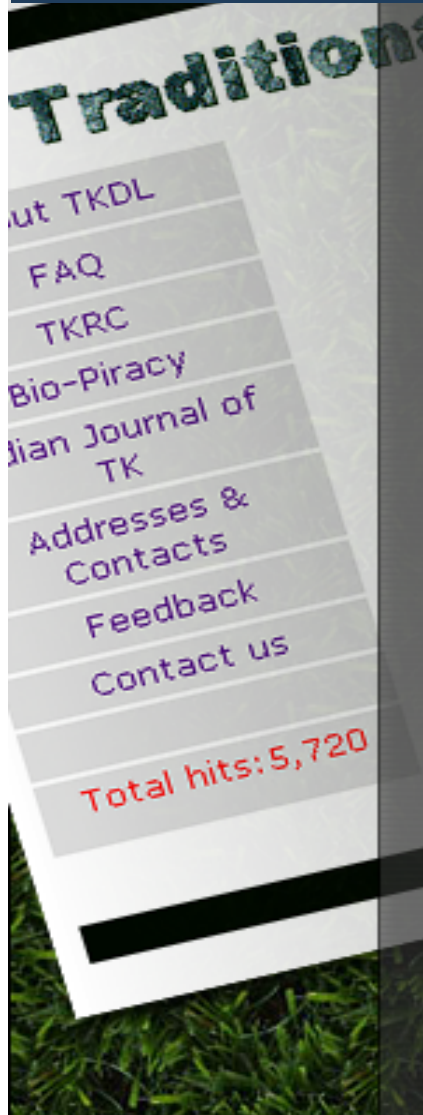 Traditiona
ut TKDL
FAQ
TKRC
Bio-Piracy
dian Journal of
TK
Addresses &
Contacts
Feedback
Contact us
Total hits:5,720